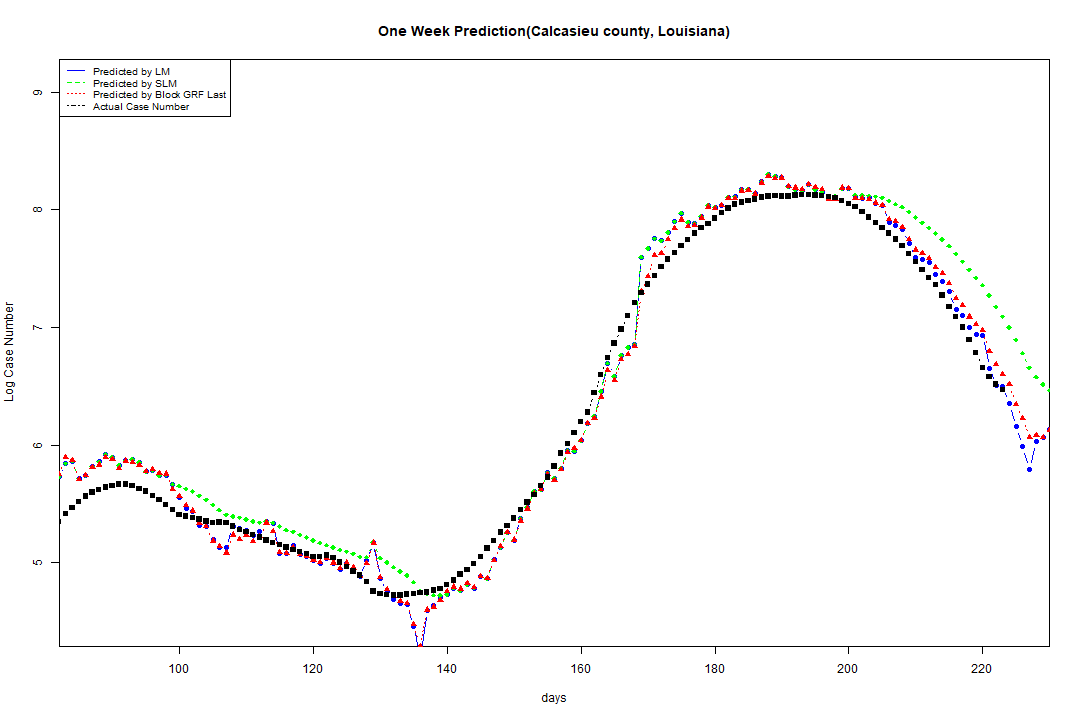 One Week Prediction(Calcasieu county, Louisiana)
Predicted by LM
Predicted by SLM
Predicted by Block GRF Last
Actual Case Number
9
8
7
6
5
Log Case Number
100 120 140 160 180 200 220
days